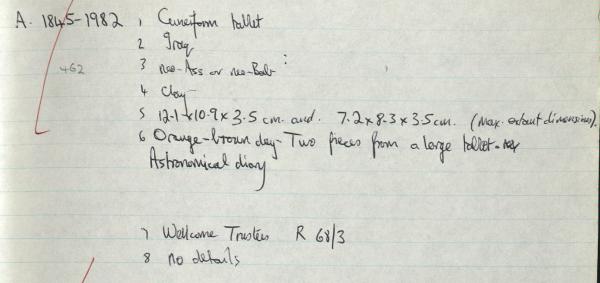 A. 1845-1982 1 Cuneiform tablet
2 Iraq
462 3 neo-Ass or neo-Bab :
4 Clay
5 12.1 x 10.9 x 3.5 cm. and. 7.2 x 8.3 x 3.5 cm. (Max. extant dimensions).
6 Orange-brown clay - Two pieces from a large tablet -
Astronomical diary
7 Wellcome Trustees R 68/3
8 no details